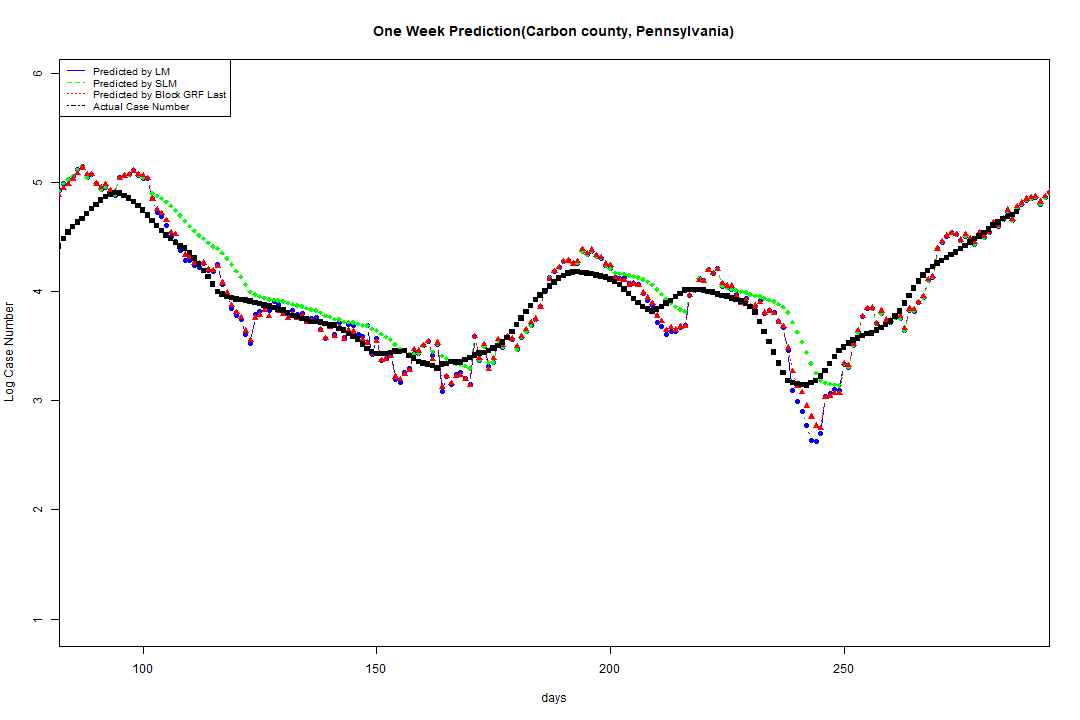 One Week Prediction(Carbon county, Pennsylvania)
Predicted by LM
Predicted by SLM
Predicted by Block GRF Last
Actual Case Number
6
5
4
3
2
1
Log Case Number
100 150 200 250
days